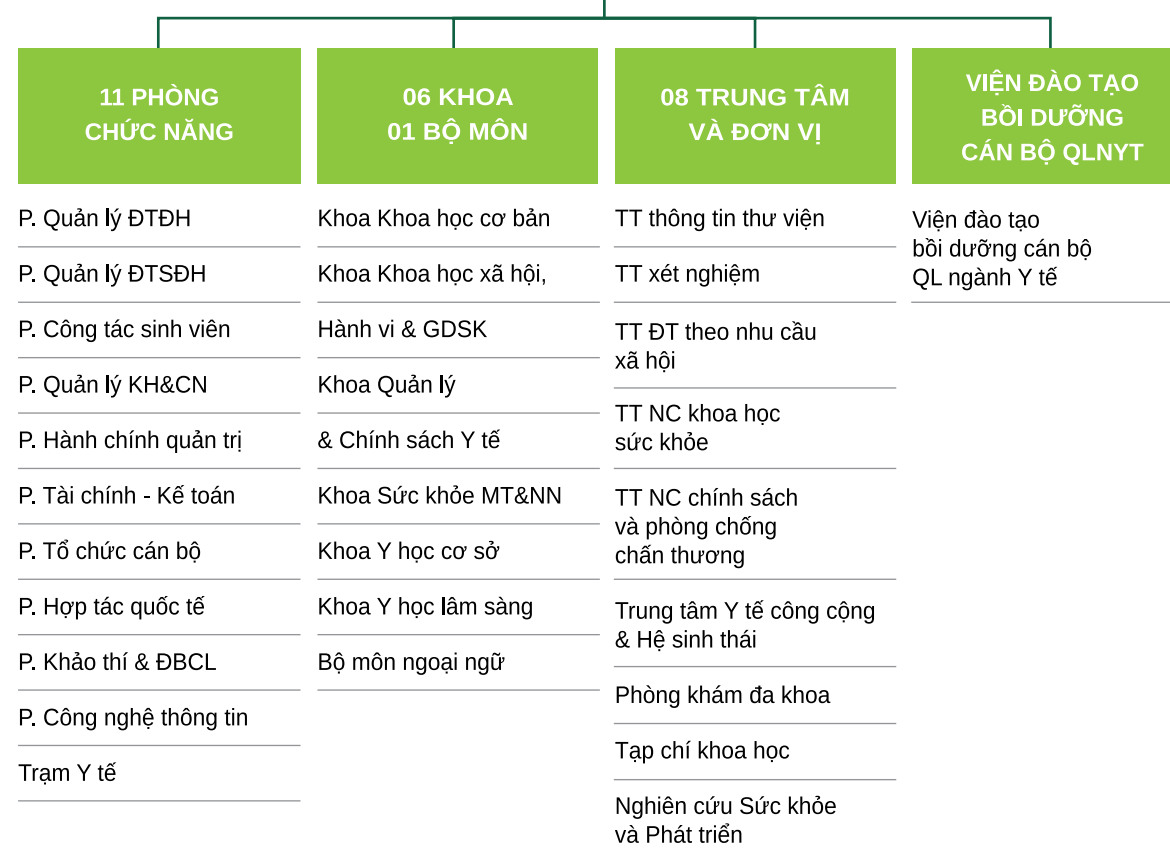 11 PHÒNG
CHỨC NĂNG
P. Quản lý ĐTĐH
P. Quản lý ĐTSĐH
P. Công tác sinh viên
P. Quản lý KH&CN
P. Hành chính quản trị
P. Tài chính - Kế toán
P. Tổ chức cán bộ
P. Hợp tác quốc tế
P. Khảo thí & ĐBCL
P. Công nghệ thông tin
Trạm Y tế
06 KHOA
01 BỘ MÔN
Khoa Khoa học cơ bản
Khoa Khoa học xã hội,
Hành vi & GDSK
Khoa Quản lý
& Chính sách Y tế
Khoa Sức khỏe MT&NN
Khoa Y học cơ sở
Khoa Y học lâm sàng
Bộ môn ngoại ngữ
08 TRUNG TÂM
VÀ ĐƠN VỊ
TT thông tin thư viện
TT xét nghiệm
TT ĐT theo nhu cầu
xã hội
TT NC khoa học
sức khỏe
TT NC chính sách
và phòng chống
chấn thương
Trung tâm Y tế công cộng
& Hệ sinh thái
Phòng khám đa khoa
Tạp chí khoa học
Nghiên cứu Sức khỏe
và Phát triển
VIỆN ĐÀO TẠO
BỒI DƯỠNG
CÁN BỘ QLNYT
Viện đào tạo
bồi dưỡng cán bộ
QL ngành Y tế